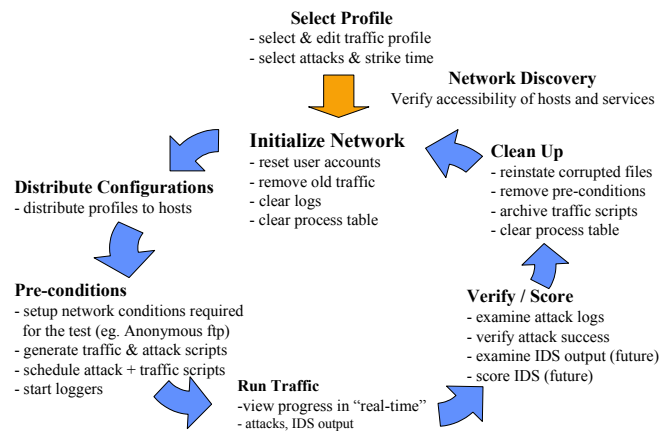 Select Profile
- select & edit traffic profile
- select attacks & strike time
Network Discovery
Verify accessibility of hosts and services
Initialize Network
- reset user accounts
- remove old traffic
- clear logs
- clear process table
Distribute Configurations
- distribute profiles to hosts
Pre-conditions
- setup network conditions required
for the test (eg. Anonymous ftp)
- generate traffic & attack scripts
- schedule attack + traffic scripts
- start loggers
Run Traffic
-view progress in “real-time”
- attacks, IDS output
Verify / Score
- examine attack logs
- verify attack success
- examine IDS output (future)
- score IDS (future)
Clean Up
- reinstate corrupted files
- remove pre-conditions
- archive traffic scripts
- clear process table